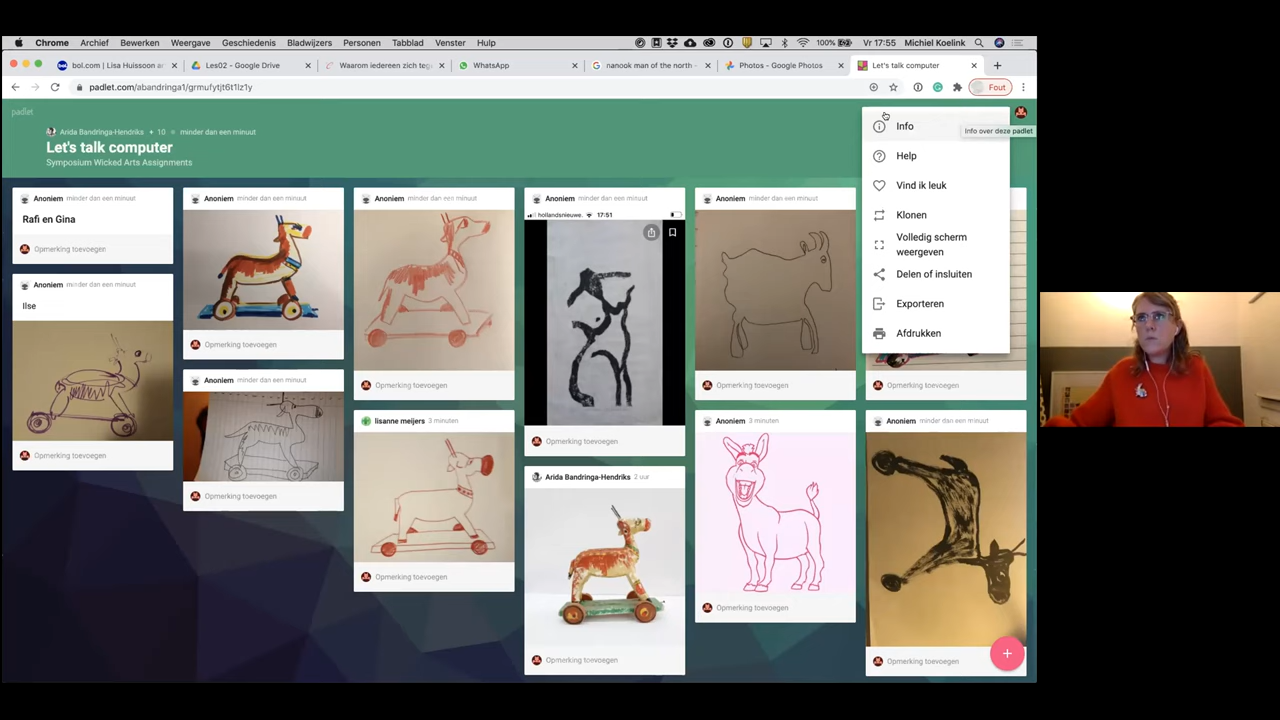 Chrome Archief Bewerken Weergave Geschiedenis Bladwijzers Personen Tabblad Venster Help
100% Vr 17:55 Michiel Koelink
bol.com | Lisa Huissoon ar
Les02 - Google Drive
Waarom iedereen zich tege
WhatsApp
nanook man of the north -
Photos - Google Photos
Let's talk computer
padlet.com/abandringa1/grmufytjt6t1lz1y
Fout
padlet
Arida Bandringa-Hendriks • 10 minder dan een minuut
Let's talk computer
Symposium Wicked Arts Assignments
Info
Info over deze padlet
Help
Vind ik leuk
Klonen
Volledig scherm
weergeven
Delen of insluiten
Exporteren
Afdrukken
Anoniem minder dan een minuut
Rafi en Gina
Opmerking toevoegen
Anoniem minder dan een minuut
Ilse
Opmerking toevoegen
Anoniem minder dan een minuut
Opmerking toevoegen
Anoniem minder dan een minuut
Opmerking toevoegen
Anoniem minder dan een minuut
Opmerking toevoegen
lisanne meijers 3 minuten
Opmerking toevoegen
Anoniem minder dan een minuut
hollandsnieuwe. 17:51
Opmerking toevoegen
Arida Bandringa-Hendriks 2 uur
Opmerking toevoegen
Anoniem minder dan een minuut
Opmerking toevoegen
Anoniem 3 minuten
Opmerking toevoegen
Opmerking toevoegen
Anoniem minder dan een minuut
Opmerking toevoegen